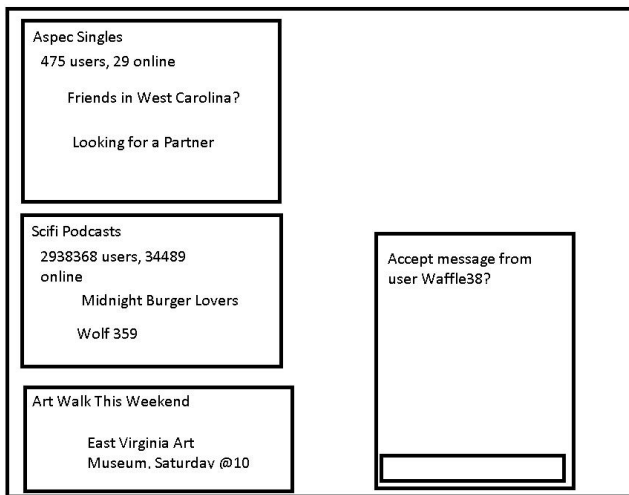 Aspec Singles
475 users, 29 online
Friends in West Carolina?
Looking for a Partner
Scifi Podcasts
2938368 users, 34489
online
Midnight Burger Lovers
Wolf 359
Art Walk This Weekend
East Virginia Art
Museum, Saturday @10
Accept message from
user Waffle38?